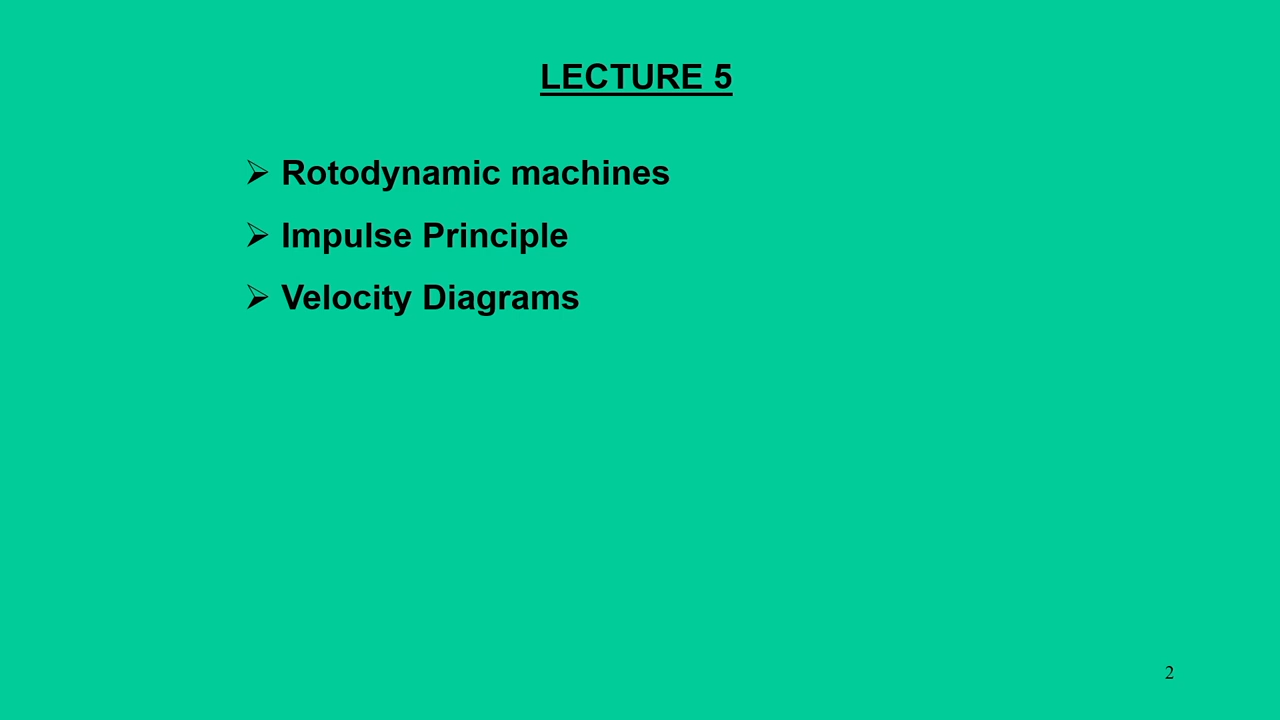 LECTURE 5
➢ Rotodynamic machines
➢ Impulse Principle
➢ Velocity Diagrams
2